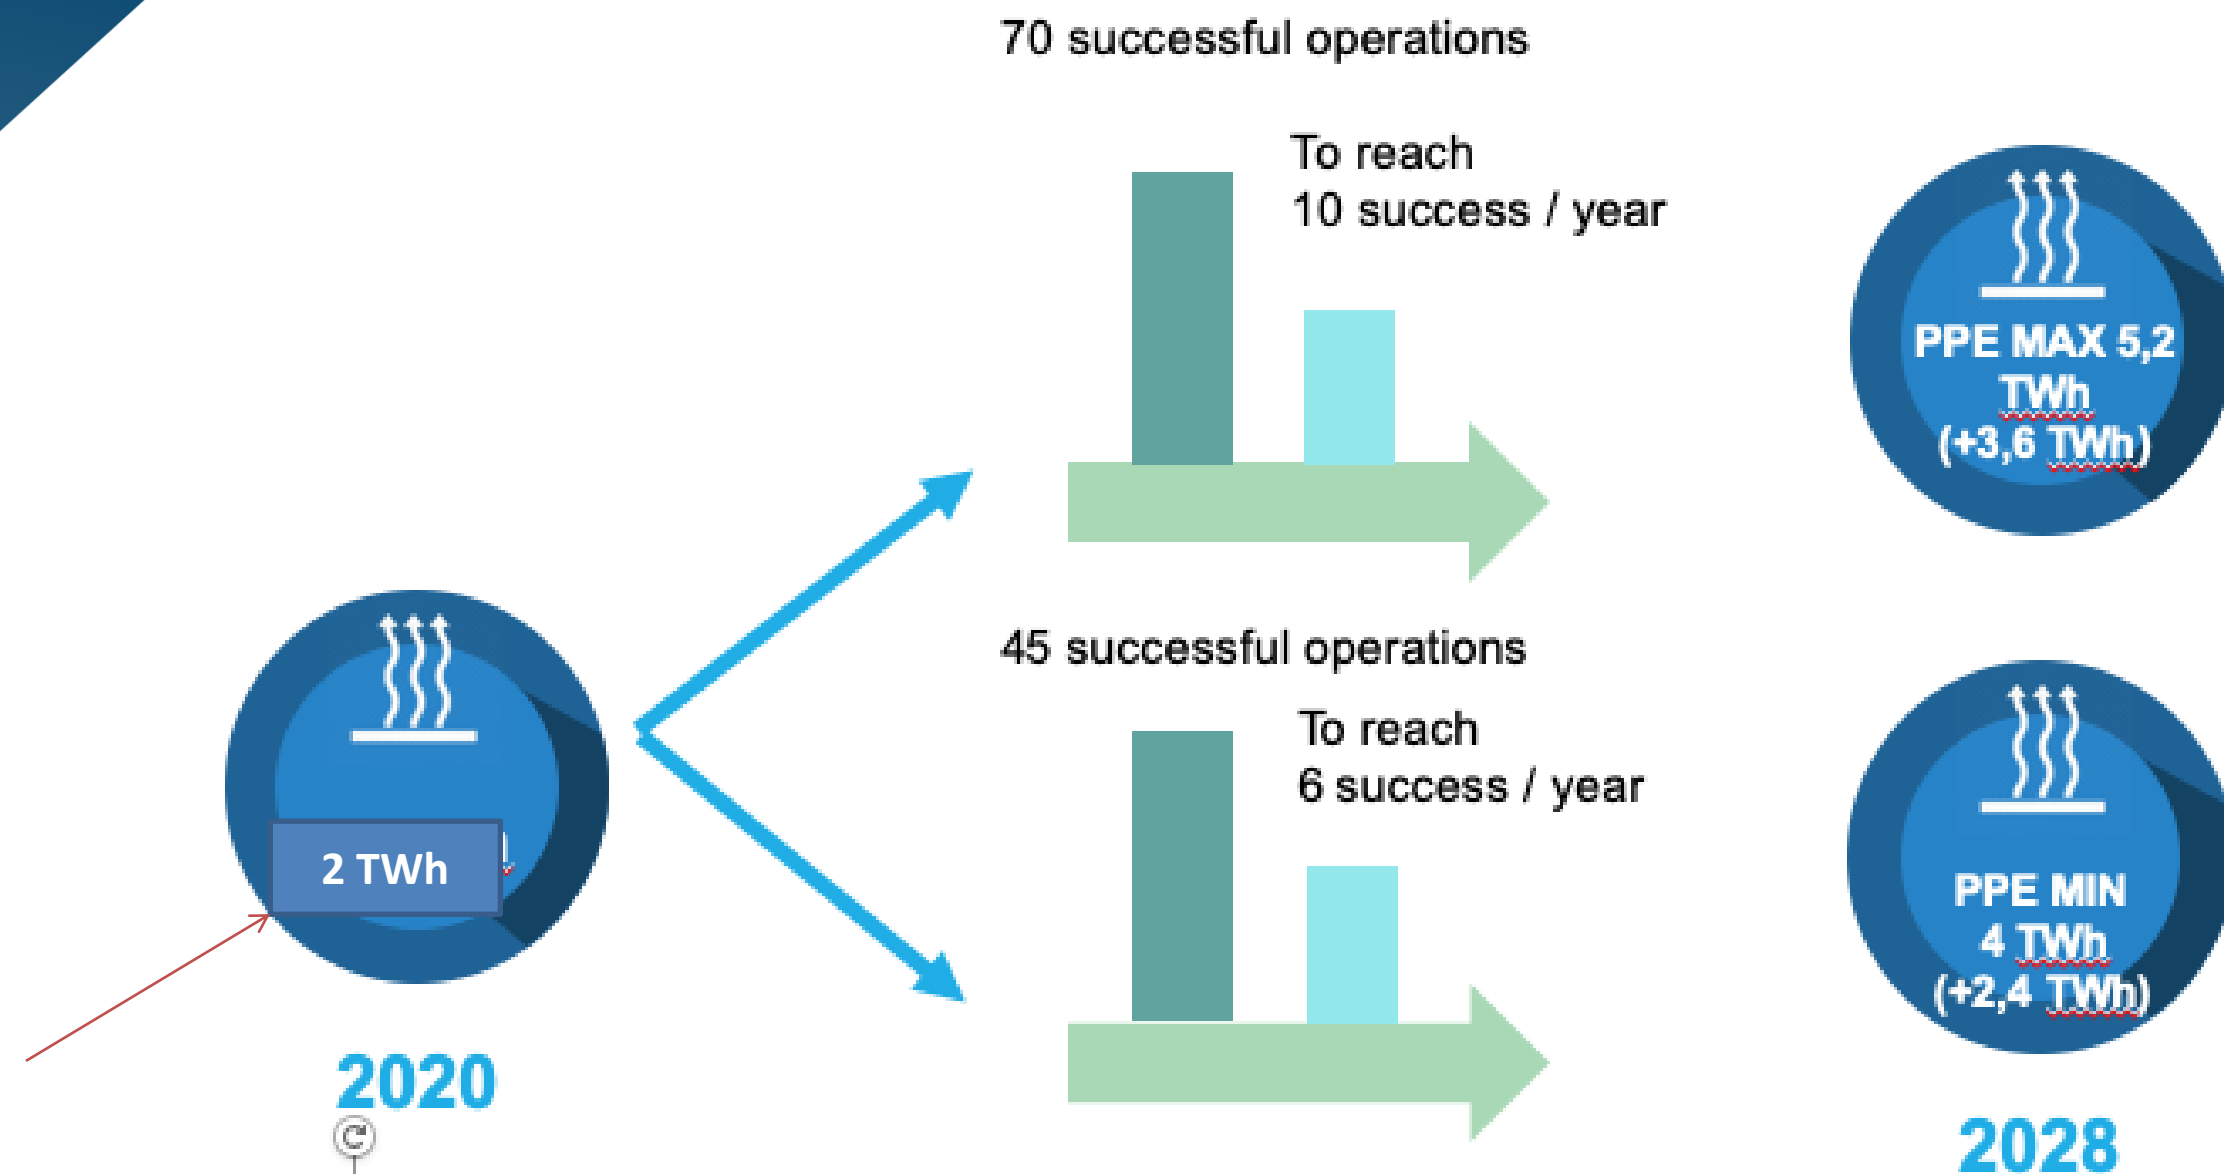 70 successful operations
To reach
10 success / year
PPE MAX 5,2
TWh
(+3,6 TWh)
45 successful operations
To reach
6 success / year
2 TWh
PPE MIN
4 TWh
(+2,4 TWh)
2020
2028